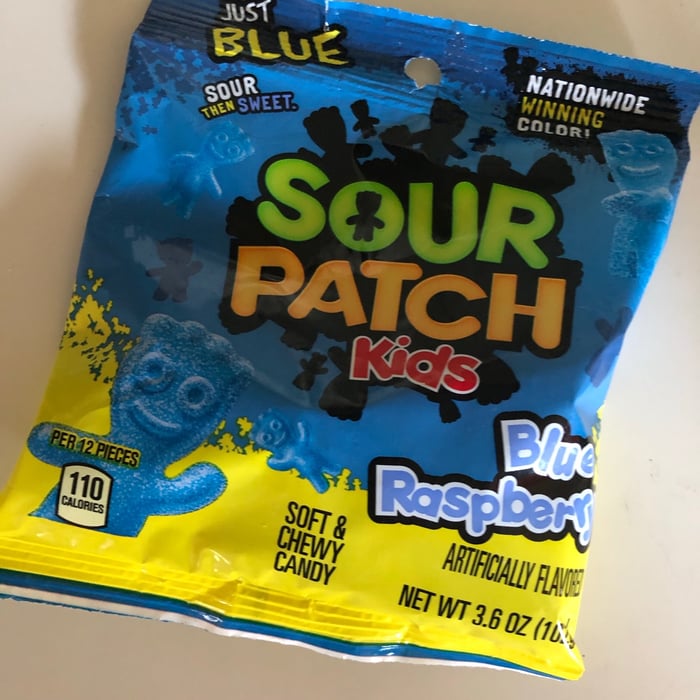 JUST
BLUE
SOUR
THEN SWEET.
NATIONWIDE
WINNING
COLOR!
SOUR
PATCH
Kids
Blue
Raspberry
PER 12 PIECES
110
CALORIES
SOFT &
CHEWY
CANDY
ARTIFICIALLY FLAVORED
NET WT 3.6 OZ